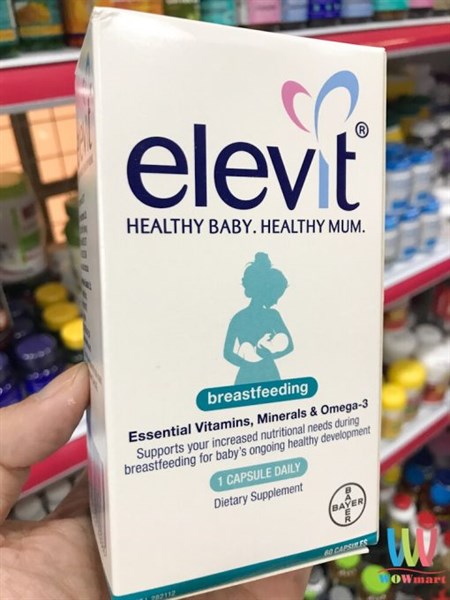 elevit®
HEALTHY BABY. HEALTHY MUM.
breastfeeding
Essential Vitamins, Minerals & Omega-3
Supports your increased nutritional needs during
breastfeeding for baby's ongoing healthy development
1 CAPSULE DAILY
Dietary Supplement
BAYER
BAYER
60 CAPSULES
WOWmart